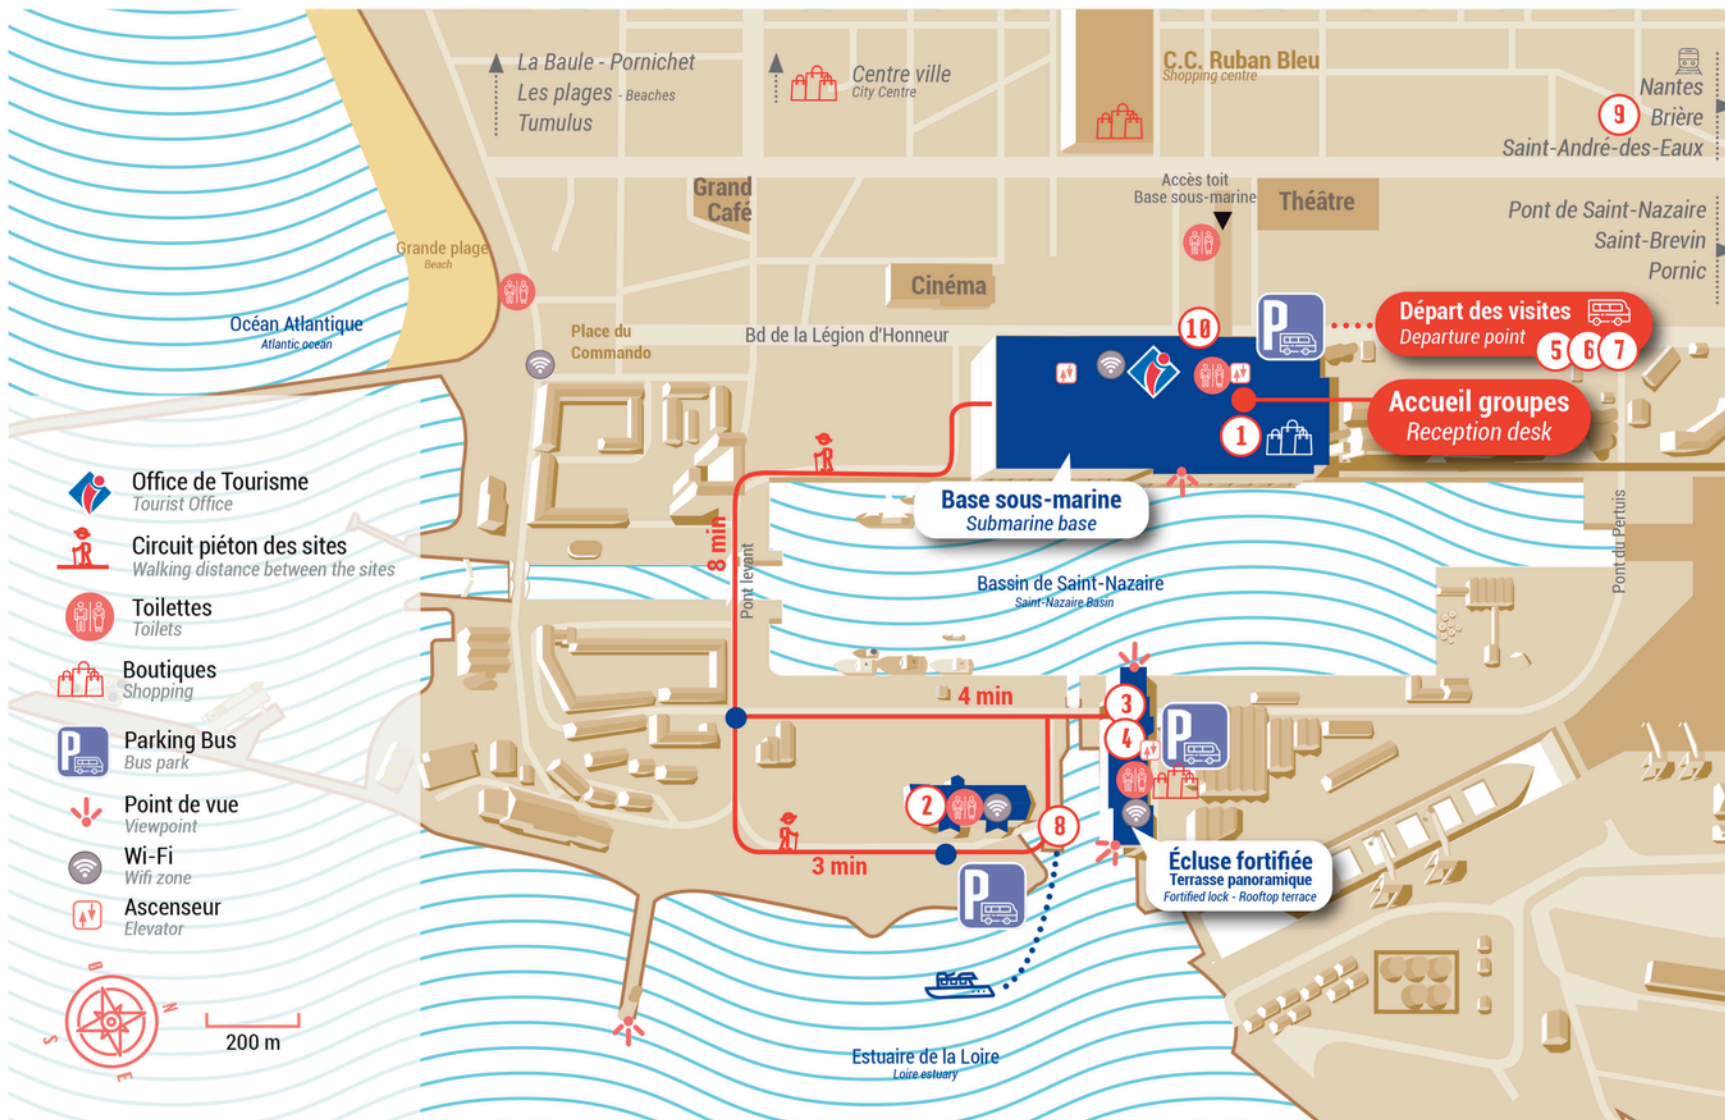 La Baule - Pornichet
Les plages - Beaches
Tumulus
Centre ville
City Centre
C.C. Ruban Bleu
Shopping centre
Nantes
9 Brière
Saint-André-des-Eaux
Grand
Café
Accès toit
Base sous-marine
Théâtre
Pont de Saint-Nazaire
Saint-Brevin
Pornic
Grande plage
Beach
Cinéma
Océan Atlantique
Atlantic ocean
Place du
Commando
Bd de la Légion d'Honneur
10
P
Départ des visites
Departure point
5 6 7
Accueil groupes
Reception desk
1
Base sous-marine
Submarine base
8 min
Pont levant
Pont du Pertuis
Bassin de Saint-Nazaire
Saint-Nazaire Basin
4 min
3
4
P
2
8
3 min
P
Écluse fortifiée
Terrasse panoramique
Fortified lock - Rooftop terrace
Estuaire de la Loire
Loire estuary
Office de Tourisme
Tourist Office
Circuit piéton des sites
Walking distance between the sites
Toilettes
Toilets
Boutiques
Shopping
P
Parking Bus
Bus park
Point de vue
Viewpoint
Wi-Fi
Wifi zone
Ascenseur
Elevator
O
N
S
E
200 m